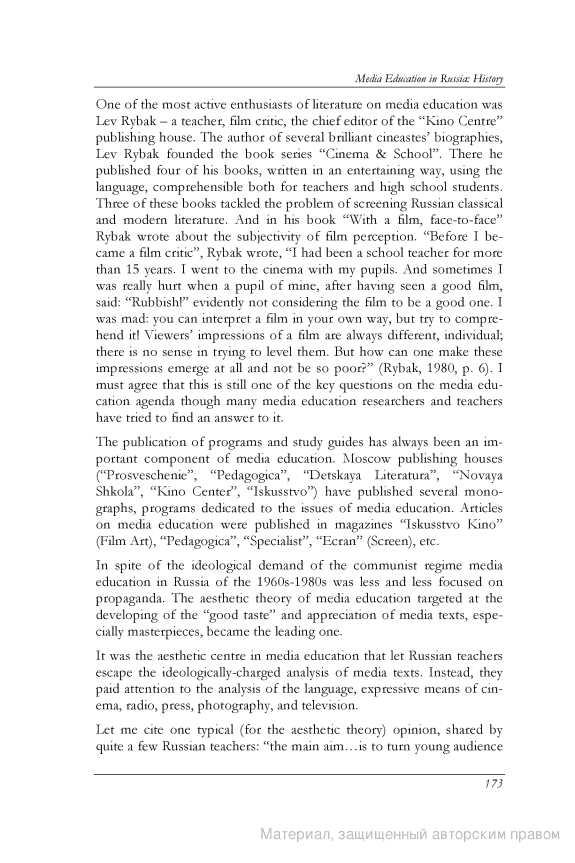 Media Education in Russia: History
One of the most active enthusiasts of literature on media education was
Lev Rybak – a teacher, film critic, the chief editor of the “Kino Centre”
publishing house. The author of several brilliant cineastes’ biographies,
Lev Rybak founded the book series “Cinema & School”. There he
published four of his books, written in an entertaining way, using the
language, comprehensible both for teachers and high school students.
Three of these books tackled the problem of screening Russian classical
and modern literature. And in his book “With a film, face-to-face”
Rybak wrote about the subjectivity of film perception. “Before I be-
came a film critic”, Rybak wrote, “I had been a school teacher for more
than 15 years. I went to the cinema with my pupils. And sometimes I
was really hurt when a pupil of mine, after having seen a good film,
said: “Rubbish!” evidently not considering the film to be a good one. I
was mad: you can interpret a film in your own way, but try to compre-
hend it! Viewers’ impressions of a film are always different, individual;
there is no sense in trying to level them. But how can one make these
impressions emerge at all and not be so poor?” (Rybak, 1980, p. 6). I
must agree that this is still one of the key questions on the media edu-
cation agenda though many media education researchers and teachers
have tried to find an answer to it.
The publication of programs and study guides has always been an im-
portant component of media education. Moscow publishing houses
(“Prosveschenie”, “Pedagogica”, “Detskaya Literatura”, “Novaya
Shkola”, “Kino Center”, “Iskusstvo”) have published several mono-
graphs, programs dedicated to the issues of media education. Articles
on media education were published in magazines “Iskusstvo Kino”
(Film Art), “Pedagogica”, “Specialist”, “Ecran” (Screen), etc.
In spite of the ideological demand of the communist regime media
education in Russia of the 1960s-1980s was less and less focused on
propaganda. The aesthetic theory of media education targeted at the
developing of the “good taste” and appreciation of media texts, espe-
cially masterpieces, became the leading one.
It was the aesthetic centre in media education that let Russian teachers
escape the ideologically-charged analysis of media texts. Instead, they
paid attention to the analysis of the language, expressive means of cin-
ema, radio, press, photography, and television.
Let me cite one typical (for the aesthetic theory) opinion, shared by
quite a few Russian teachers: “the main aim…is to turn young audience
173
Материал, защищенный авторским правом